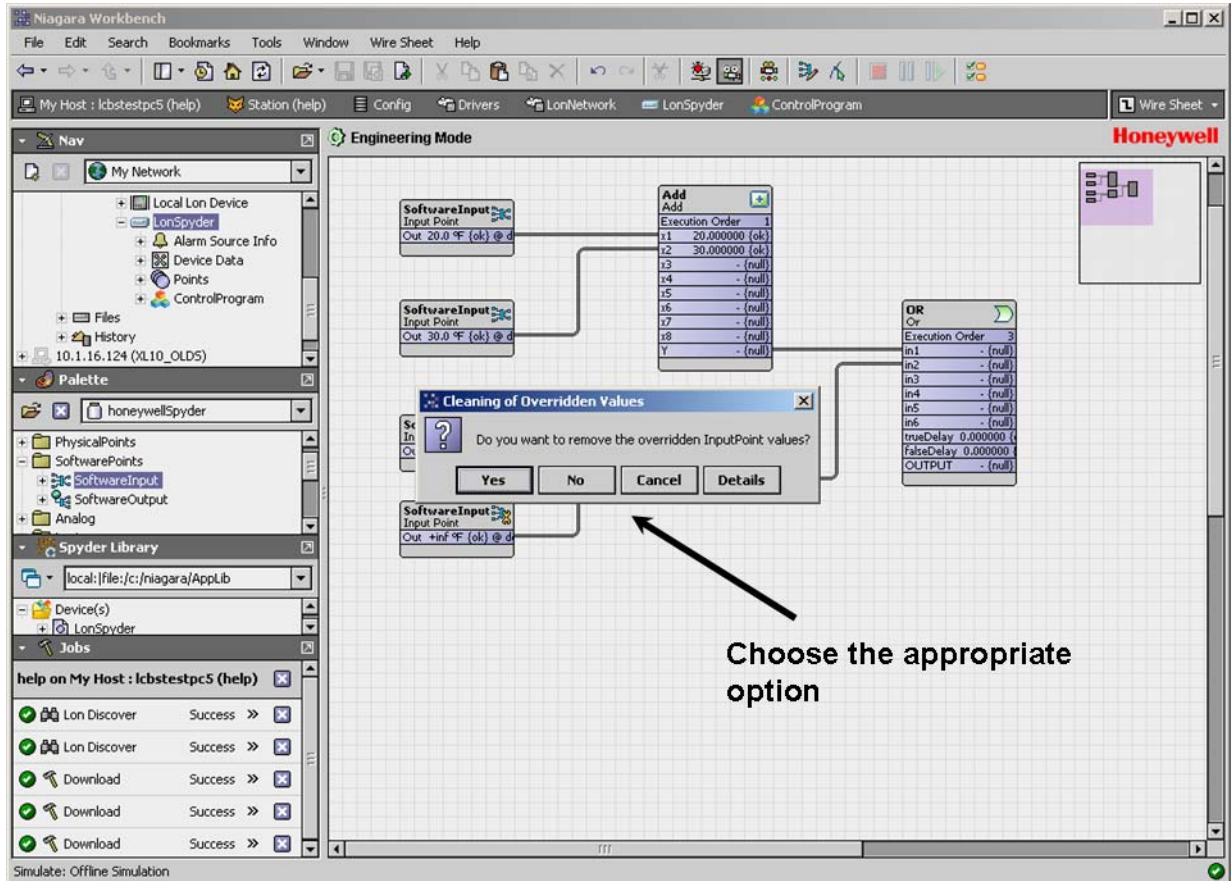 Niagara Workbench
File Edit Search Bookmarks Tools Window Wire Sheet Help
My Host : lcbstestpc5 (help) Station (help) Config Drivers LonNetwork LonSpyder ControlProgram Wire Sheet
Nav
My Network
Local Lon Device
LonSpyder
Alarm Source Info
Device Data
Points
ControlProgram
Files
History
10.1.16.124 (XL10_OLD5)
Palette
honeywellSpyder
PhysicalPoints
SoftwarePoints
SoftwareInput
SoftwareOutput
Analog
Spyder Library
local:|file:/c:/niagara/AppLib
Device(s)
LonSpyder
Jobs
help on My Host : lcbstestpc5 (help)
Lon Discover Success »
Lon Discover Success »
Download Success »
Download Success »
Download Success »
Simulate: Offline Simulation
Engineering Mode
Honeywell
SoftwareInput
Input Point
Out 20.0 °F {ok} @ d
SoftwareInput
Input Point
Out 30.0 °F {ok} @ d
Add
Add
Execution Order 1
x1 20.000000 {ok}
x2 30.000000 {ok}
x3 - {null}
x4 - {null}
x5 - {null}
x6 - {null}
x7 - {null}
x8 - {null}
Y - {null}
OR
Or
Execution Order 3
in1 - {null}
in2 - {null}
in3 - {null}
in4 - {null}
in5 - {null}
in6 - {null}
trueDelay 0.000000 {
falseDelay 0.000000 {
OUTPUT - {null}
Cleaning of Overridden Values
Do you want to remove the overridden InputPoint values?
Yes No Cancel Details
SoftwareInput
Input Point
Out +inf °F {ok} @ d
Choose the appropriate
option